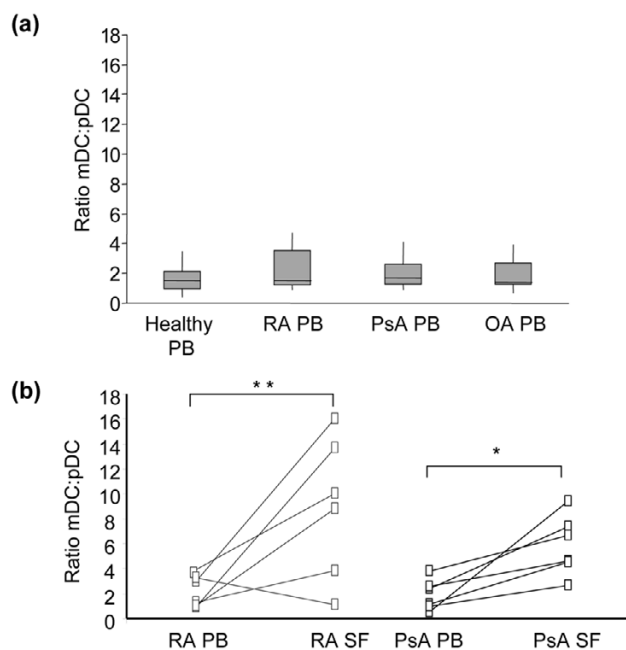 (a)
18
16
14
12
10
8
6
4
2
0
Ratio mDC:pDC
Healthy PB
RA PB
PsA PB
OA PB
(b)
18
16
14
12
10
8
6
4
2
0
Ratio mDC:pDC
* *
*
RA PB
RA SF
PsA PB
PsA SF